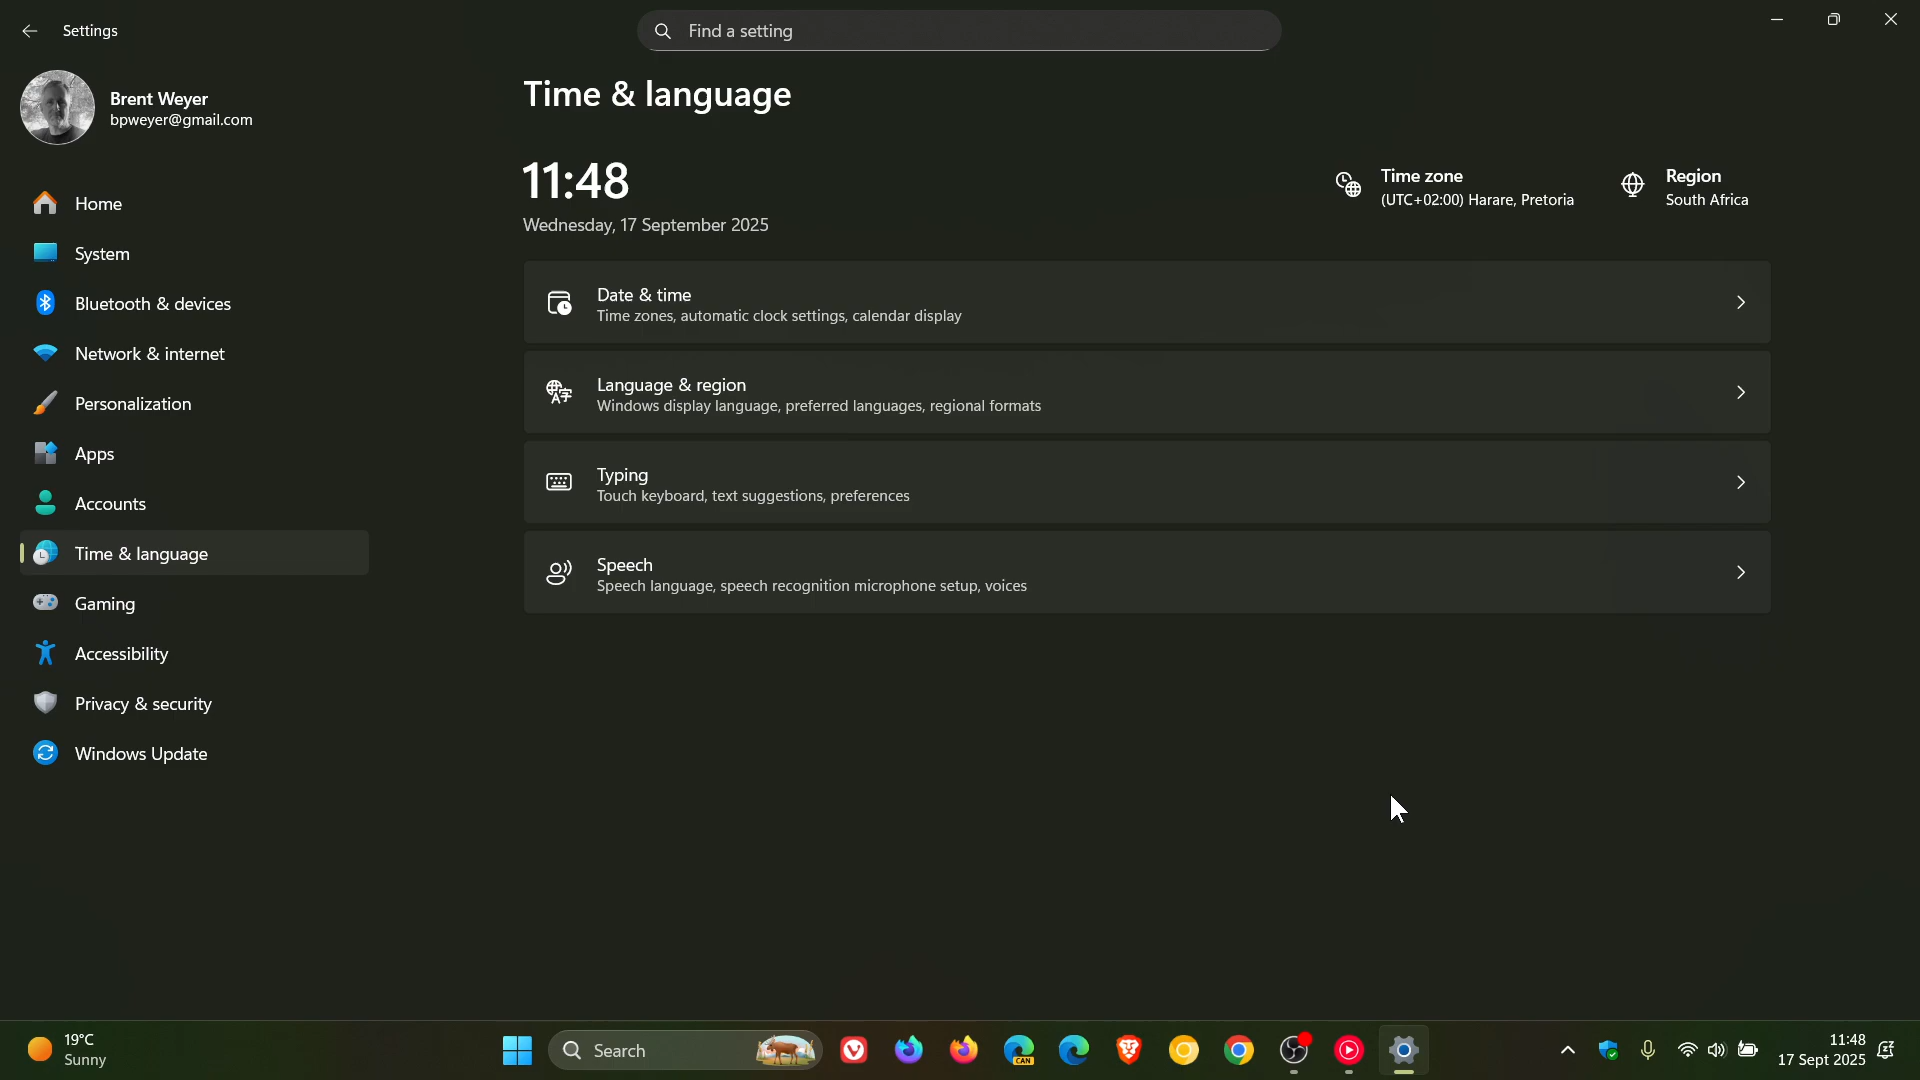 Settings
Find a setting
Brent Weyer
bpweyer@gmail.com
Home
System
Bluetooth & devices
Network & internet
Personalization
Apps
Accounts
Time & language
Gaming
Accessibility
Privacy & security
Windows Update
Time & language
11:48
Wednesday, 17 September 2025
Time zone
(UTC+02:00) Harare, Pretoria
Region
South Africa
Date & time
Time zones, automatic clock settings, calendar display
Language & region
Windows display language, preferred languages, regional formats
Typing
Touch keyboard, text suggestions, preferences
Speech
Speech language, speech recognition microphone setup, voices
19°C
Sunny
Search
CAN
11:48
17 Sept 2025